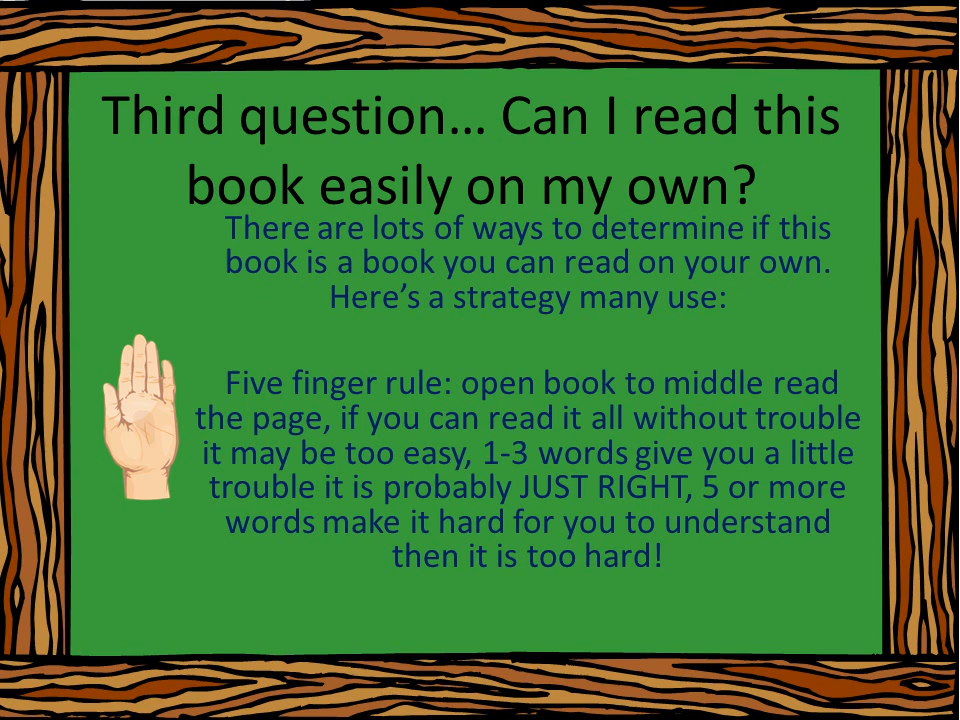 Third question… Can I read this
book easily on my own?
There are lots of ways to determine if this
book is a book you can read on your own.
Here’s a strategy many use:
Five finger rule: open book to middle read
the page, if you can read it all without trouble
it may be too easy, 1-3 words give you a little
trouble it is probably JUST RIGHT, 5 or more
words make it hard for you to understand
then it is too hard!